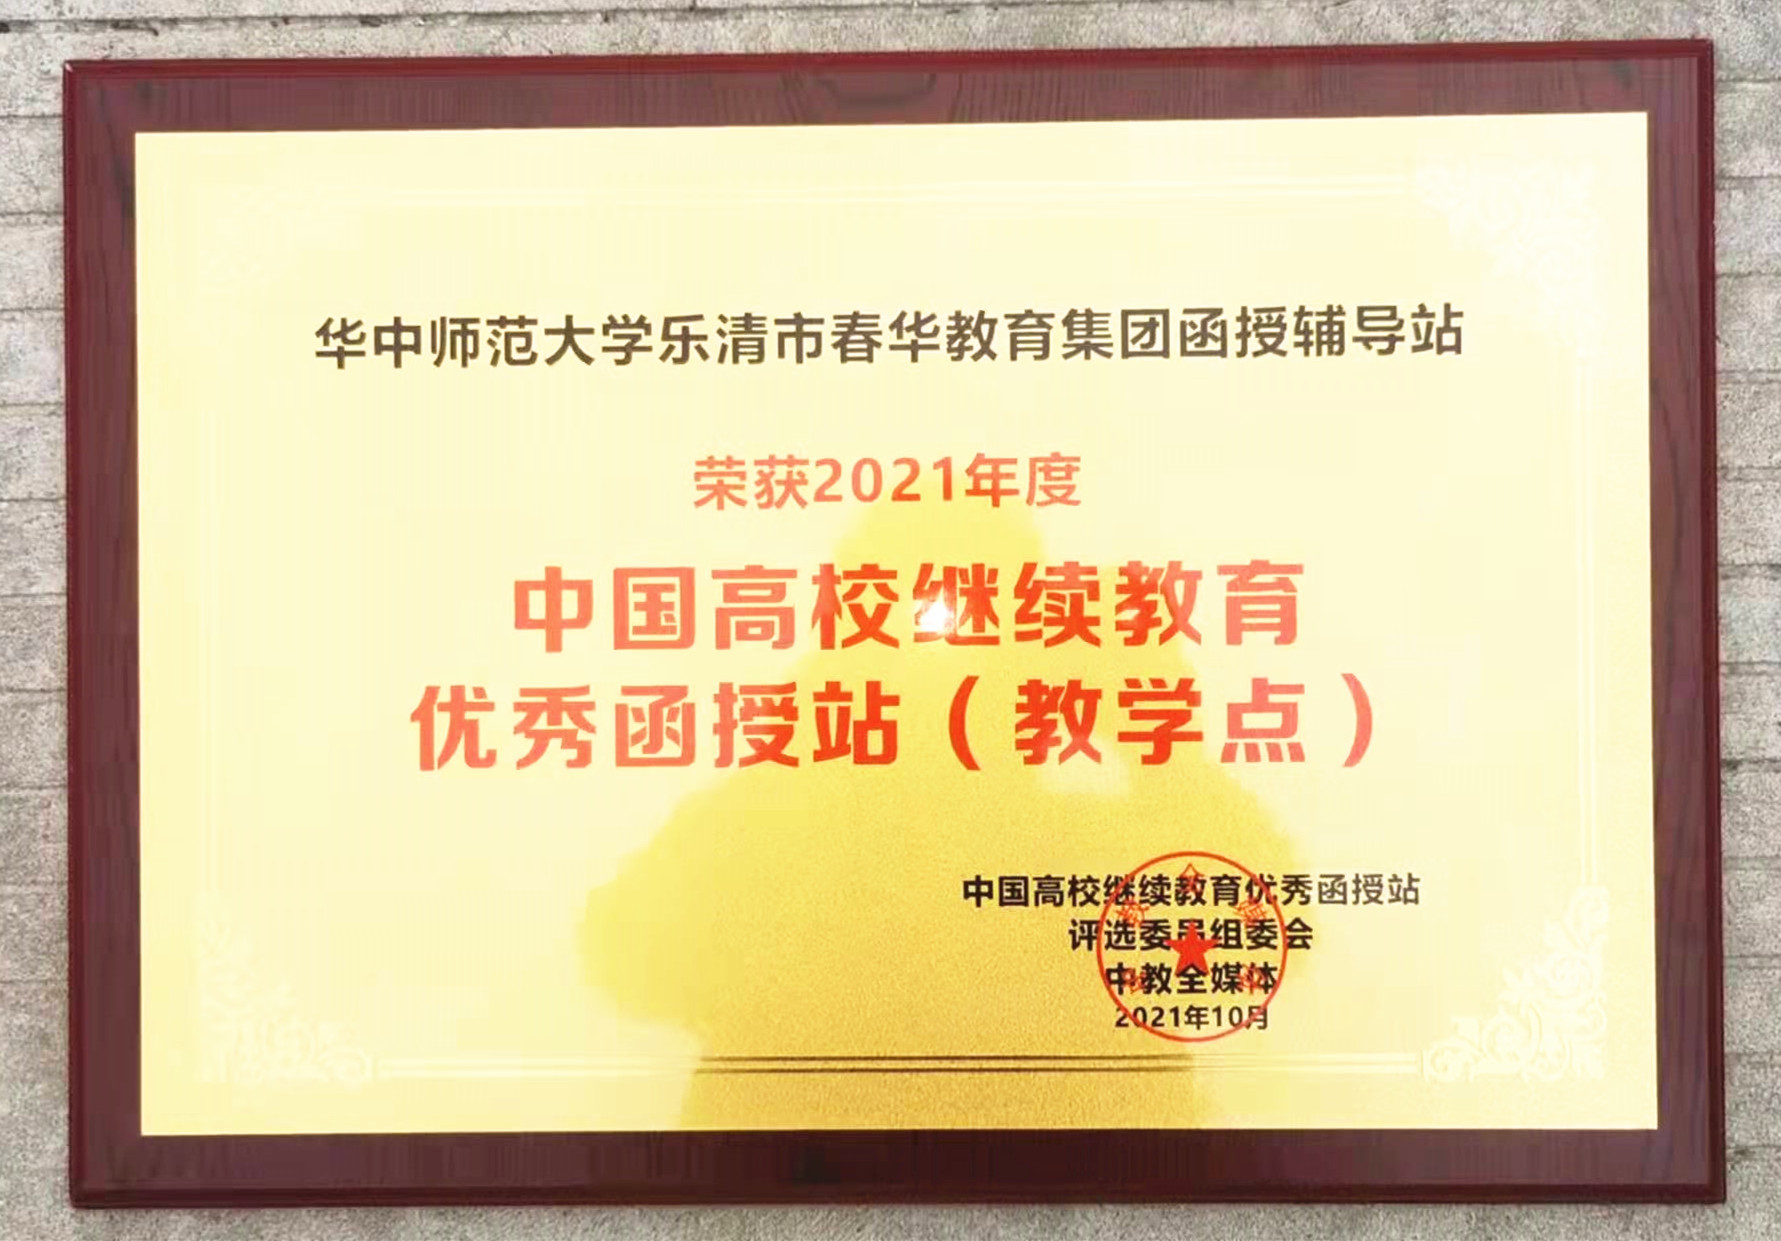 华中师范大学乐清市春华教育集团函授辅导站
荣获2021年度
中国高校继续教育
优秀函授站（教学点）
中国高校继续教育优秀函授站
评选委员组委会
中教全媒体
2021年10月